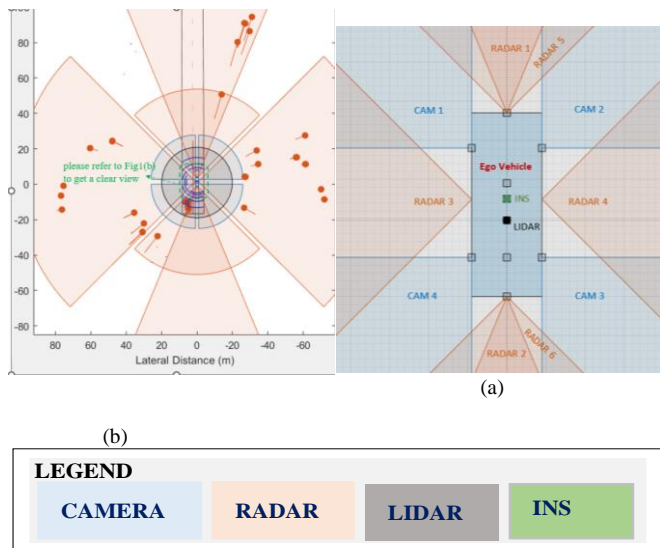 80
60
40
20
0
-20
-40
-60
-80
80
60
40
20
0
-20
-40
-60
Lateral Distance (m)
please refer to Fig1(b)
to get a clear view
RADAR 1
RADAR 5
CAM 1
CAM 2
Ego Vehicle
INS
RADAR 3
RADAR 4
LIDAR
CAM 4
CAM 3
RADAR 2
RADAR 6
(a)
(b)
LEGEND
CAMERA
RADAR
LIDAR
INS